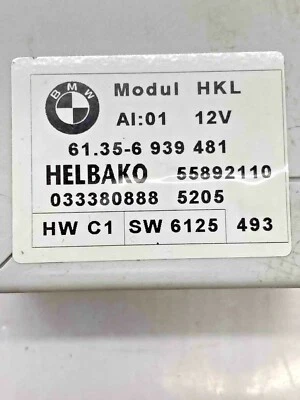 BMW
Modul HKL
AI:01 12V
61.35-6 939 481
HELBAKO 55892110
033380888 5205
HW C1 SW 6125 493